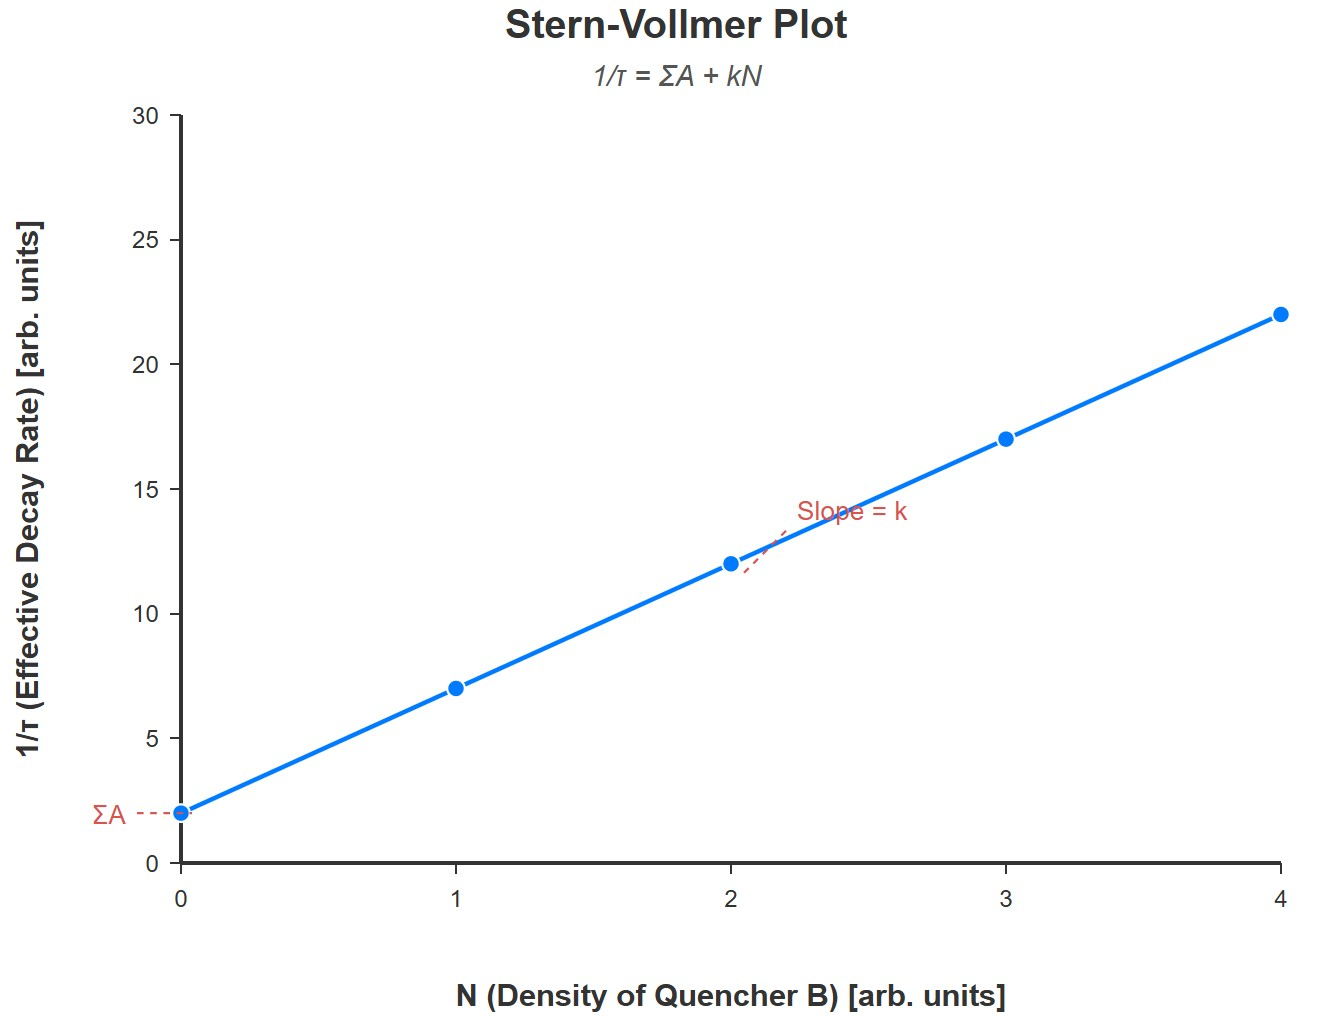 Stern-Vollmer Plot
1/τ = ΣA + kN
1/τ (Effective Decay Rate) [arb. units]
30
25
20
15
10
5
0
ΣA
Slope = k
0 1 2 3 4
N (Density of Quencher B) [arb. units]